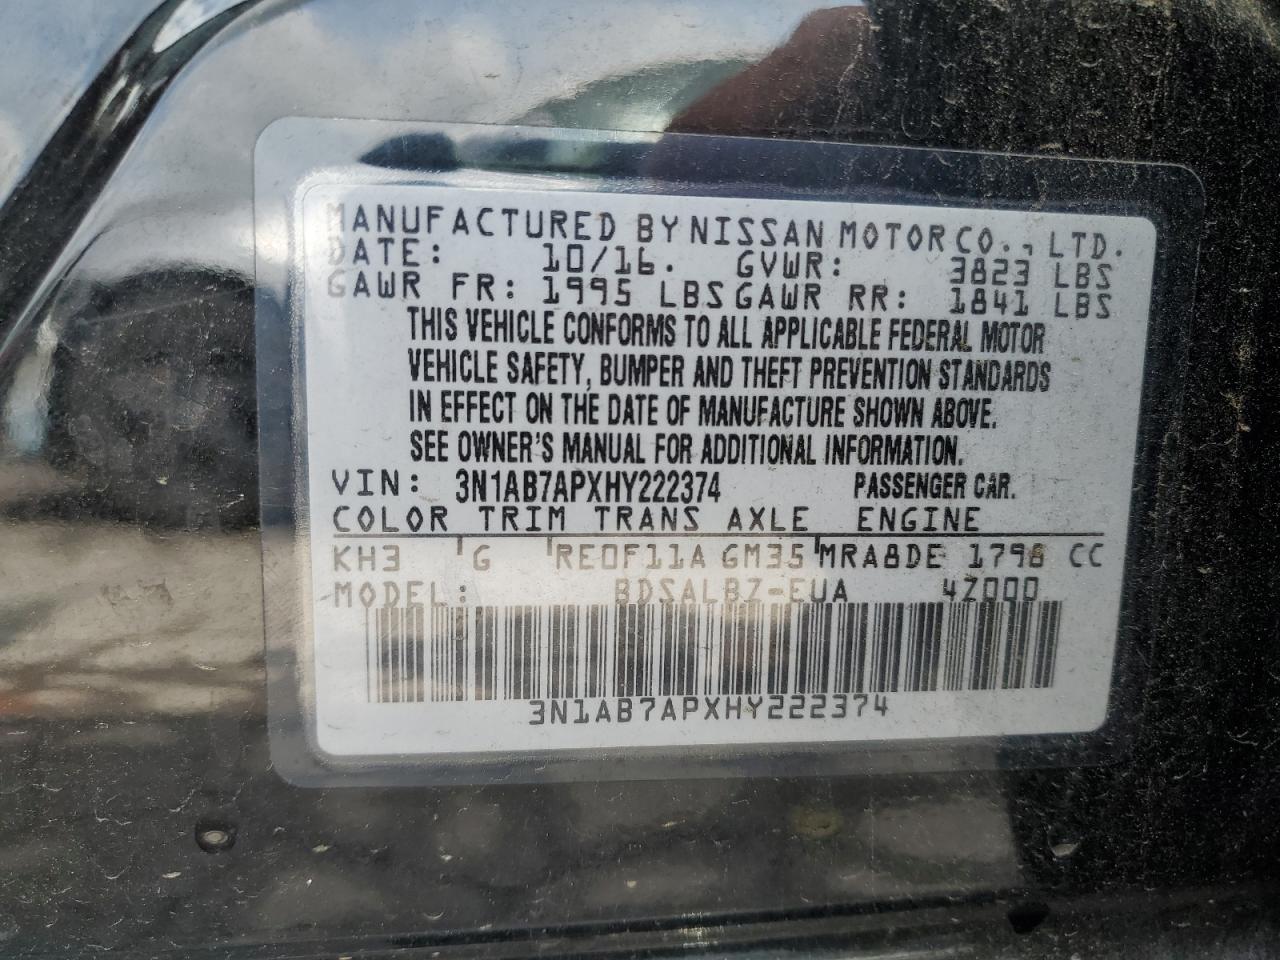 MANUFACTURED BY NISSAN MOTOR CO., LTD.
DATE: 10/16. GVWR: 3823 LBS
GAWR FR: 1995 LBS GAWR RR: 1841 LBS
THIS VEHICLE CONFORMS TO ALL APPLICABLE FEDERAL MOTOR
VEHICLE SAFETY, BUMPER AND THEFT PREVENTION STANDARDS
IN EFFECT ON THE DATE OF MANUFACTURE SHOWN ABOVE.
SEE OWNER'S MANUAL FOR ADDITIONAL INFORMATION.
VIN: 3N1AB7APXHY222374 PASSENGER CAR.
COLOR TRIM TRANS AXLE ENGINE
KH3 G RE0F11A GM35 MRA8DE 1798 CC
MODEL: BDSALBZ-EUA 4Z000
3N1AB7APXHY222374